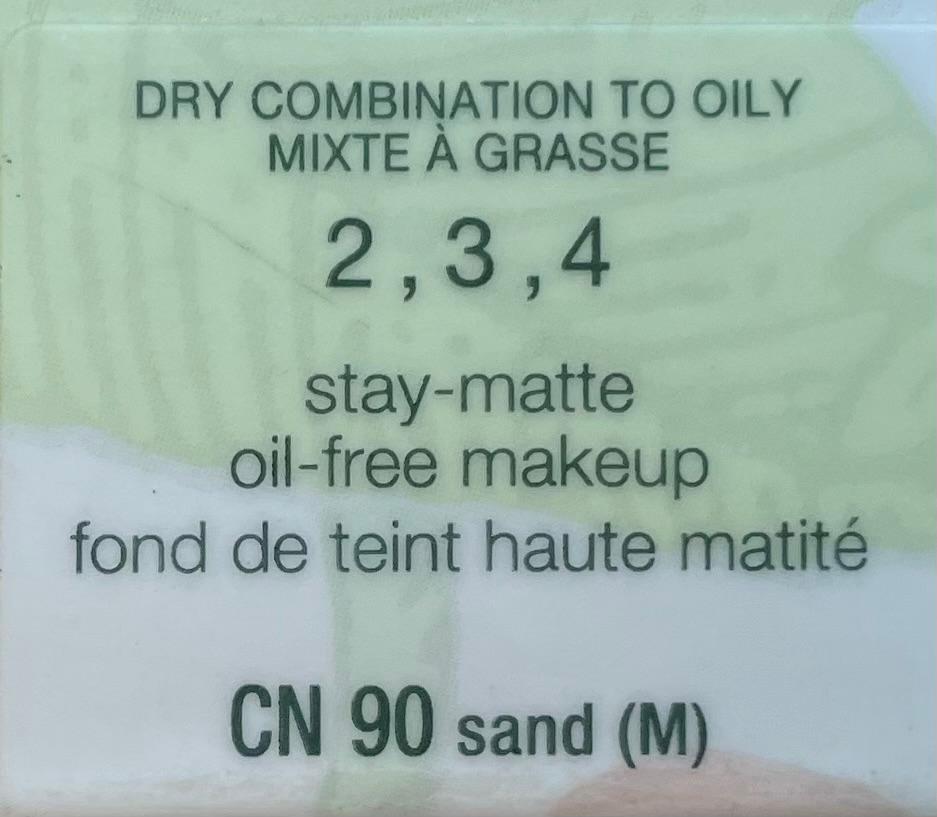 DRY COMBINATION TO OILY
MIXTE À GRASSE
2,3,4
stay-matte
oil-free makeup
fond de teint haute matité
CN 90 sand (M)